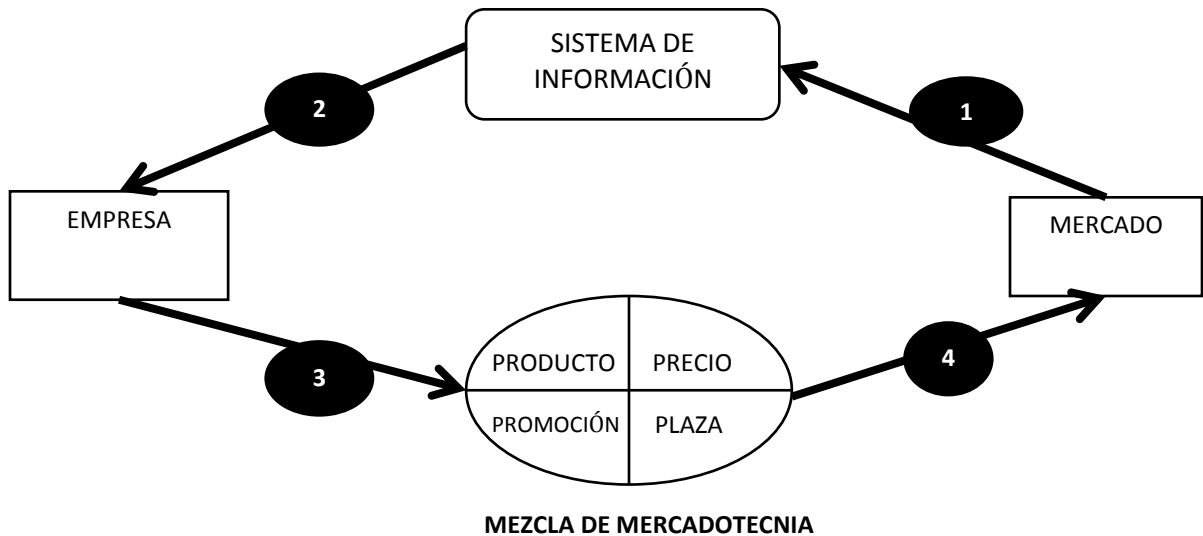 SISTEMA DE
INFORMACIÓN
2
1
EMPRESA
MERCADO
PRODUCTO
PRECIO
3
4
PROMOCIÓN
PLAZA
MEZCLA DE MERCADOTECNIA